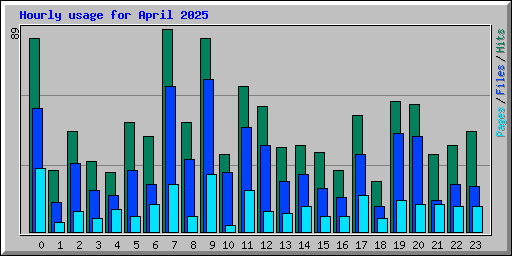 Hourly usage for April 2025
89
Pages/Files/Hits
0 1 2 3 4 5 6 7 8 9 10 11 12 13 14 15 16 17 18 19 20 21 22 23